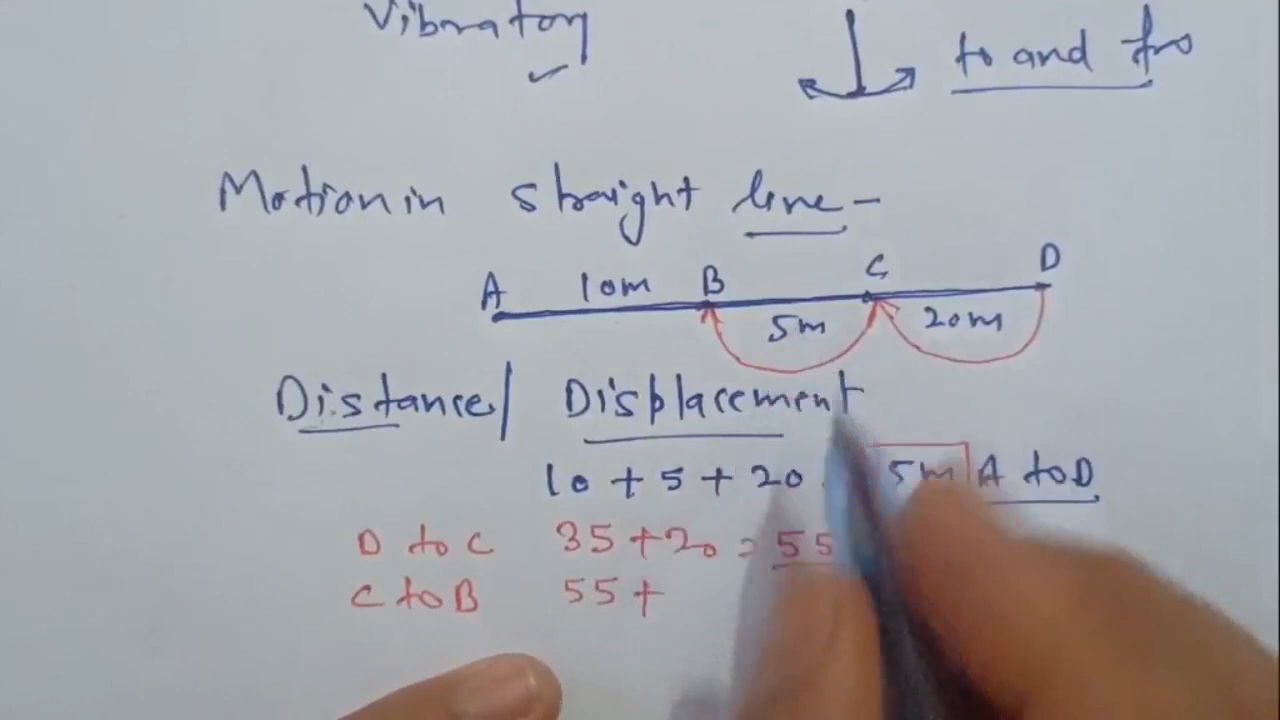 Vibratory
to and fro
Motion in straight line -
A 10m B C D
5m 20m
Distance/ Displacement
10 + 5 + 20 5m A to D
D to C 35 + 20 = 55
C to B 55 +